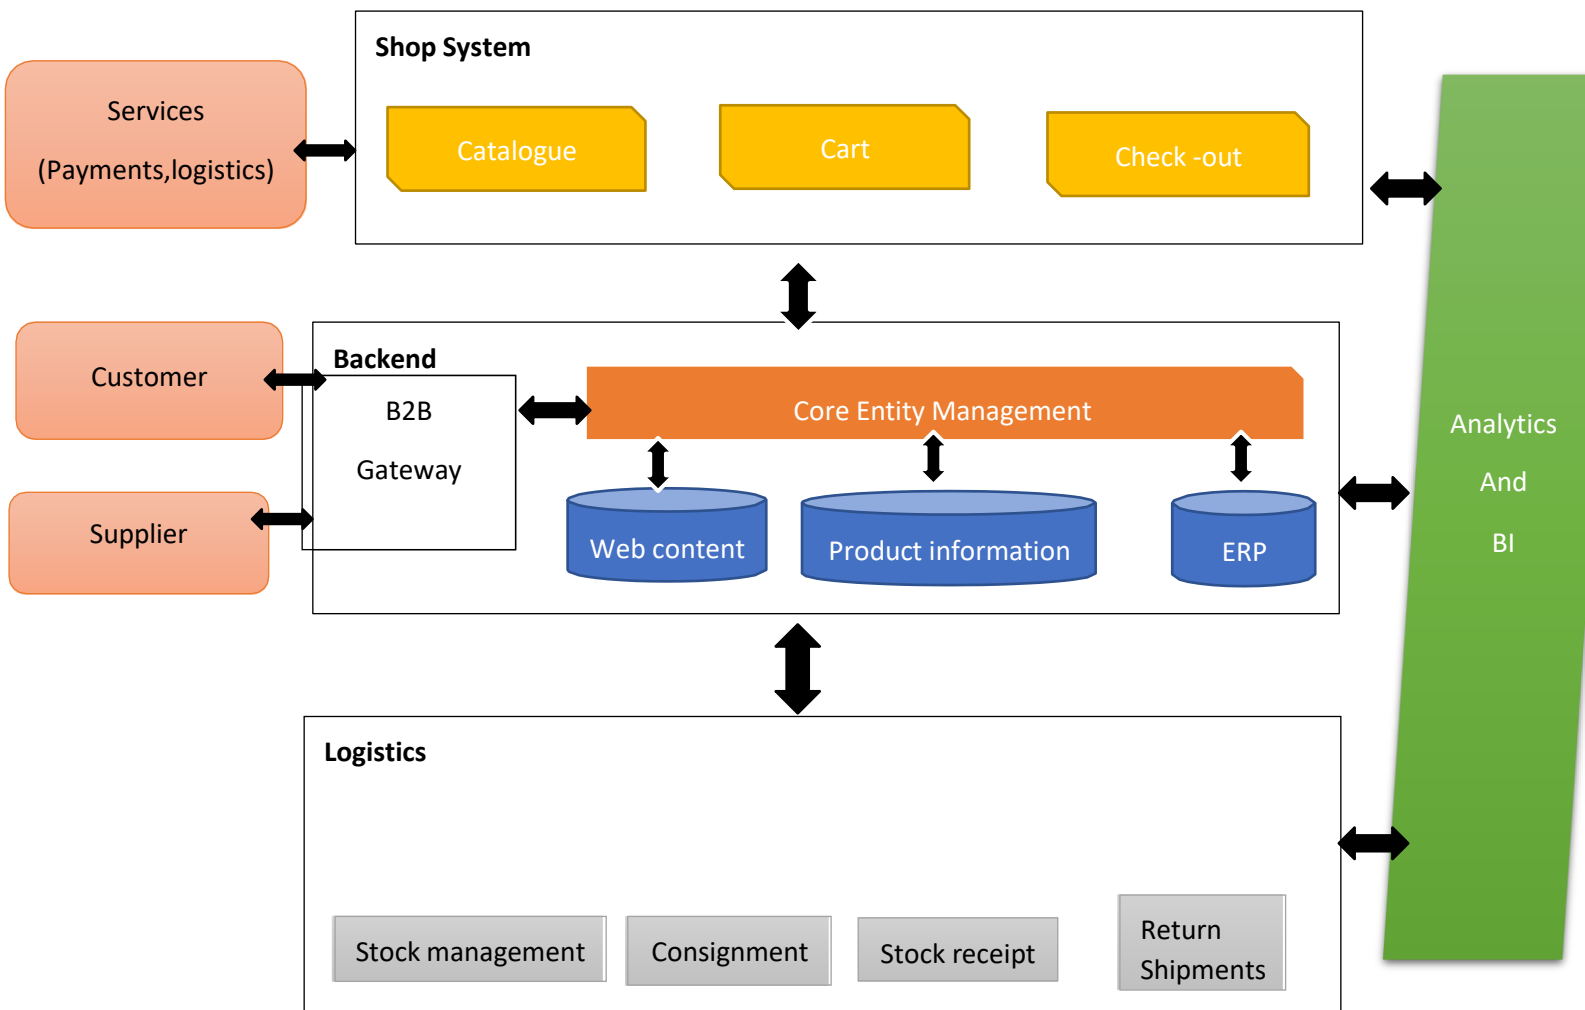 Shop System
Services
(Payments,logistics)
Catalogue
Cart
Check -out
Backend
Customer
B2B
Gateway
Core Entity Management
Analytics
And
BI
Supplier
Web content
Product information
ERP
Logistics
Stock management
Consignment
Stock receipt
Return
Shipments